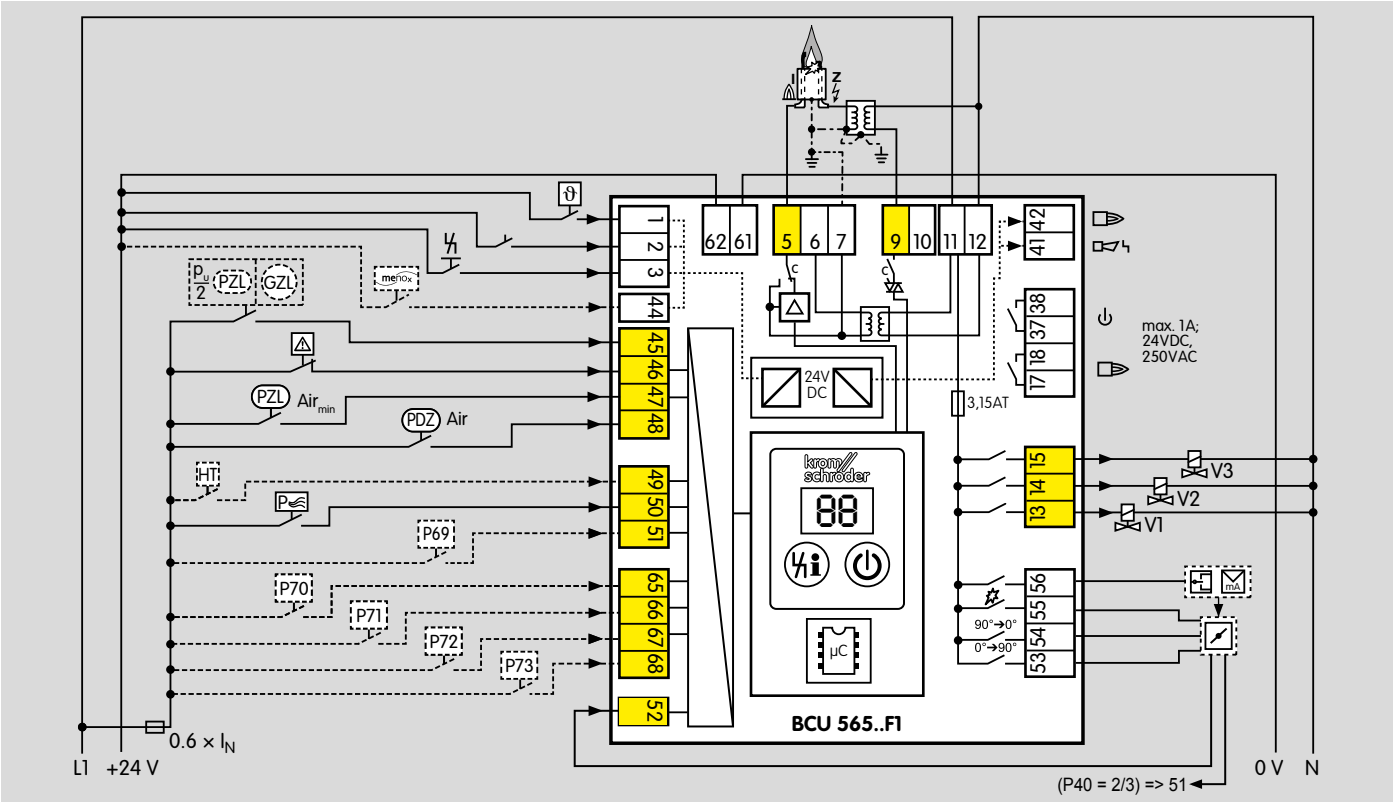 I
Z
ϑ
1
2
3
44
62
61
5
6
7
9
10
11
12
42
41
menox
pu
2
PZL
GZL
c
c
38
37
18
17
max. 1A;
24VDC,
250VAC
45
46
47
48
24V
DC
3,15AT
PZL
Air min
PDZ
Air
krom//
schröder
88
HT
49
50
51
P
P69
15
14
13
V3
V2
V1
i
P70
P71
P72
P73
65
66
67
68
90°→0°
0°→90°
56
55
54
53
mA
µC
52
BCU 565..F1
0.6 × IN
L1
+24 V
0 V
N
(P40 = 2/3) => 51